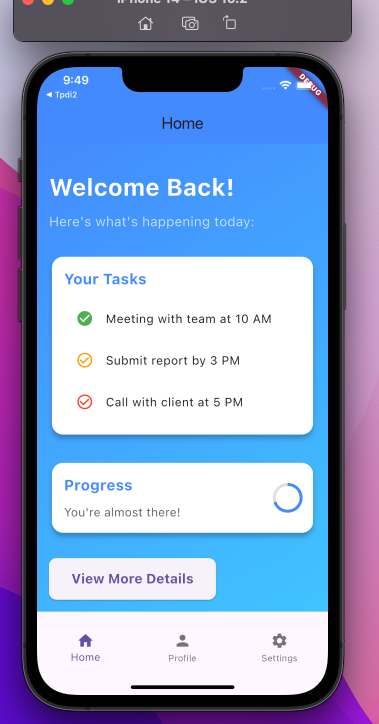 iPhone 14 – iOS 16.2
9:49
◀ Tpdi2
DEBUG
Home
Welcome Back!
Here's what's happening today:
Your Tasks
Meeting with team at 10 AM
Submit report by 3 PM
Call with client at 5 PM
Progress
You're almost there!
View More Details
Home
Profile
Settings